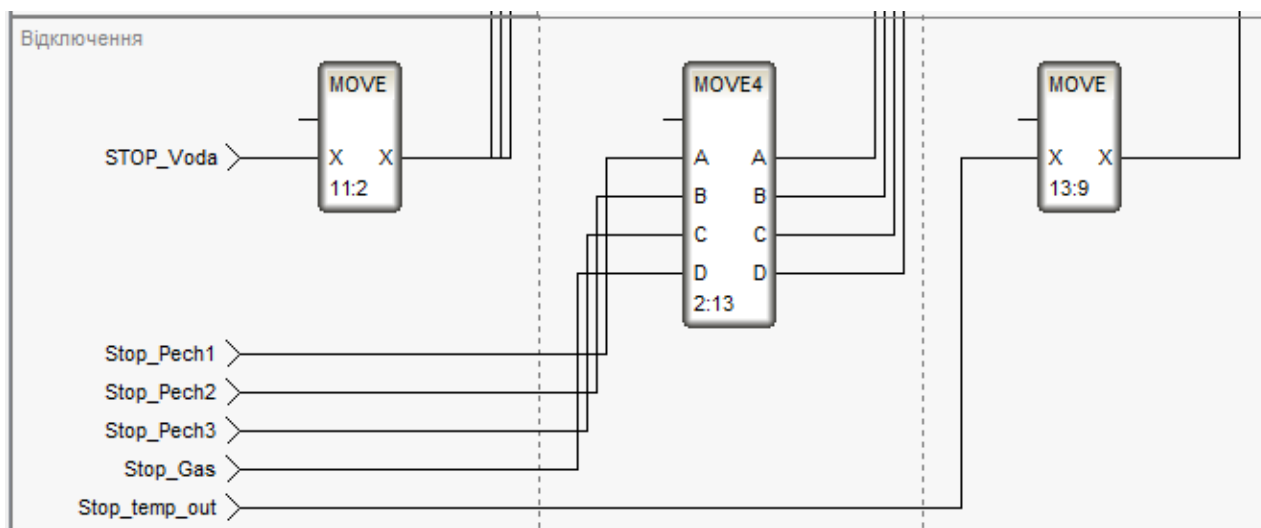 Відключення
MOVE
X X
11:2
MOVE4
A A
B B
C C
D D
2:13
MOVE
X X
13:9
STOP_Voda
Stop_Pech1
Stop_Pech2
Stop_Pech3
Stop_Gas
Stop_temp_out